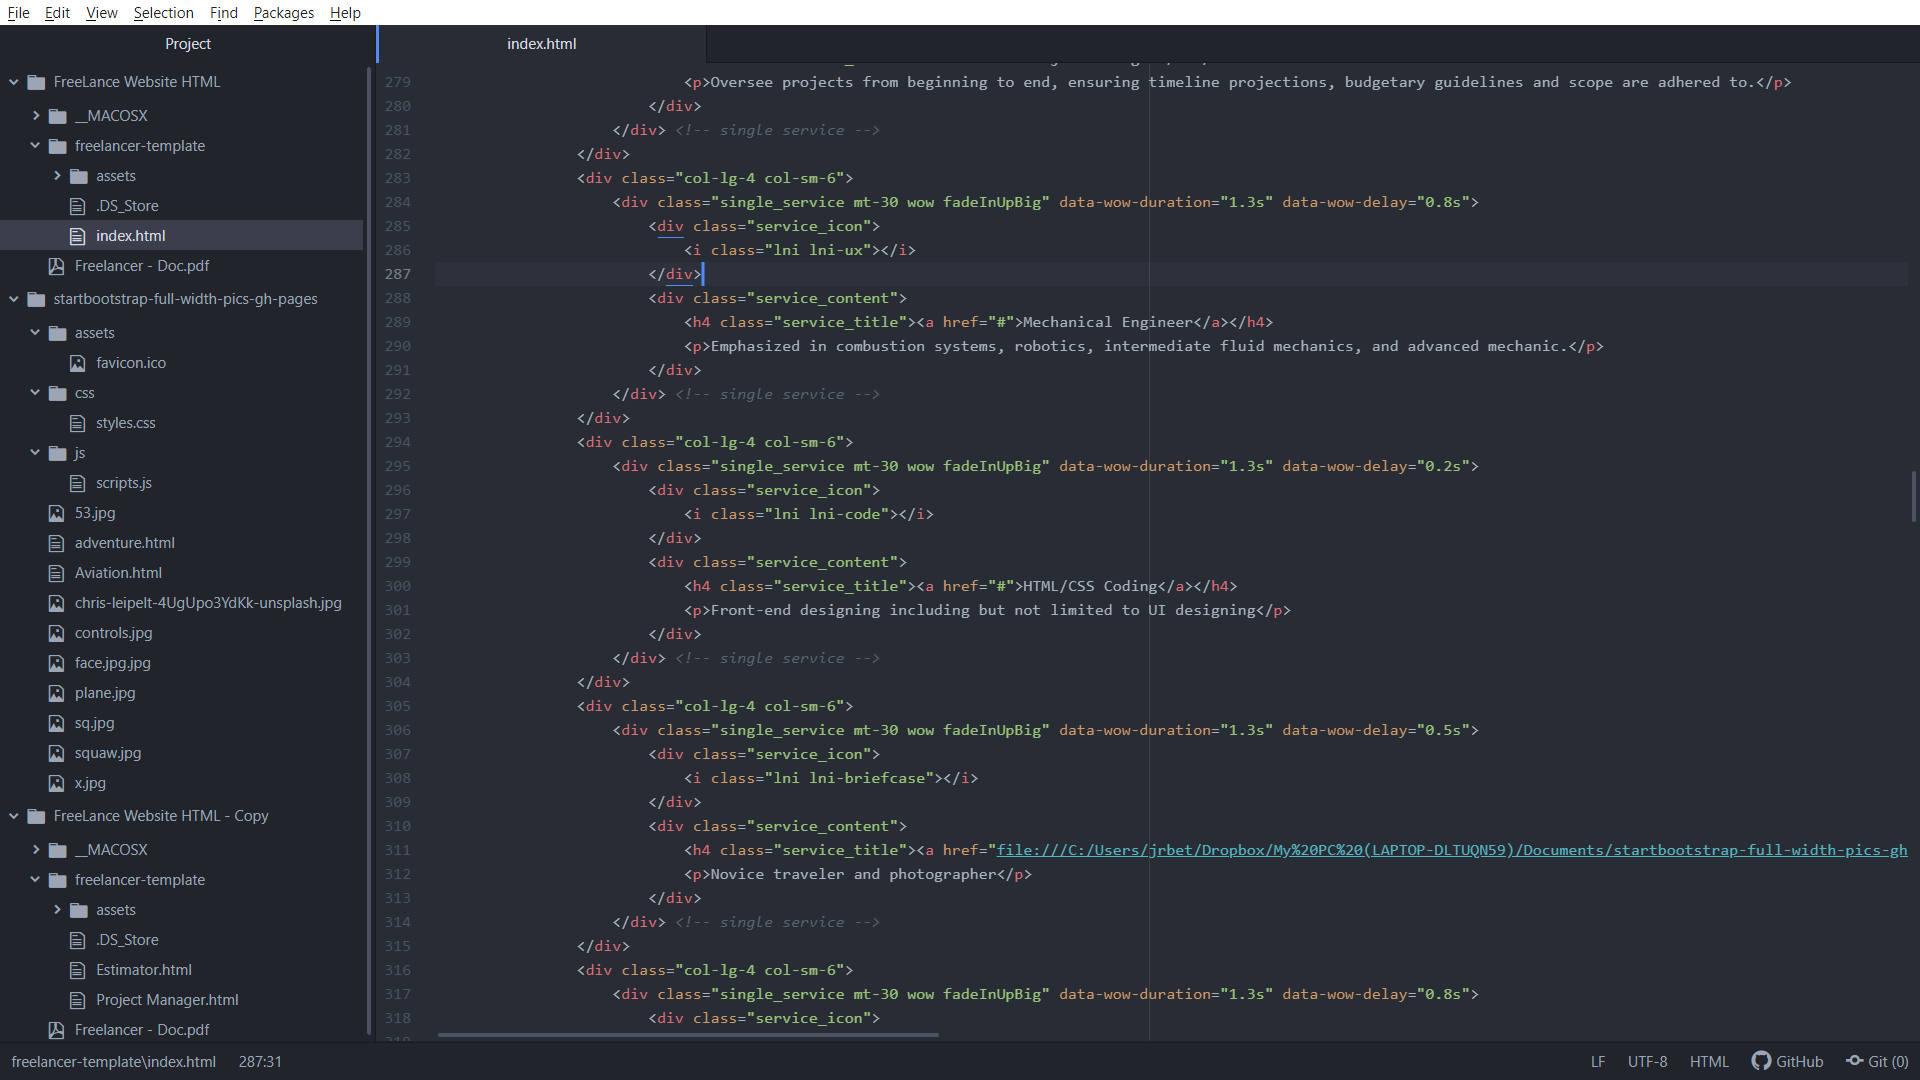 File Edit View Selection Find Packages Help
Project
index.html
FreeLance Website HTML
__MACOSX
freelancer-template
assets
.DS_Store
index.html
Freelancer - Doc.pdf
startbootstrap-full-width-pics-gh-pages
assets
favicon.ico
css
styles.css
js
scripts.js
53.jpg
adventure.html
Aviation.html
chris-leipelt-4UgUpo3YdKk-unsplash.jpg
controls.jpg
face.jpg.jpg
plane.jpg
sq.jpg
squaw.jpg
x.jpg
FreeLance Website HTML - Copy
__MACOSX
freelancer-template
assets
.DS_Store
Estimator.html
Project Manager.html
Freelancer - Doc.pdf
279 <p>Oversee projects from beginning to end, ensuring timeline projections, budgetary guidelines and scope are adhered to.</p>
280 </div>
281 </div> <!-- single service -->
282 </div>
283 <div class="col-lg-4 col-sm-6">
284 <div class="single_service mt-30 wow fadeInUpBig" data-wow-duration="1.3s" data-wow-delay="0.8s">
285 <div class="service_icon">
286 <i class="lni lni-ux"></i>
287 </div>
288 <div class="service_content">
289 <h4 class="service_title"><a href="#">Mechanical Engineer</a></h4>
290 <p>Emphasized in combustion systems, robotics, intermediate fluid mechanics, and advanced mechanic.</p>
291 </div>
292 </div> <!-- single service -->
293 </div>
294 <div class="col-lg-4 col-sm-6">
295 <div class="single_service mt-30 wow fadeInUpBig" data-wow-duration="1.3s" data-wow-delay="0.2s">
296 <div class="service_icon">
297 <i class="lni lni-code"></i>
298 </div>
299 <div class="service_content">
300 <h4 class="service_title"><a href="#">HTML/CSS Coding</a></h4>
301 <p>Front-end designing including but not limited to UI designing</p>
302 </div>
303 </div> <!-- single service -->
304 </div>
305 <div class="col-lg-4 col-sm-6">
306 <div class="single_service mt-30 wow fadeInUpBig" data-wow-duration="1.3s" data-wow-delay="0.5s">
307 <div class="service_icon">
308 <i class="lni lni-briefcase"></i>
309 </div>
310 <div class="service_content">
311 <h4 class="service_title"><a href="file:///C:/Users/jrbet/Dropbox/My%20PC%20(LAPTOP-DLTUQN59)/Documents/startbootstrap-full-width-pics-gh
312 <p>Novice traveler and photographer</p>
313 </div>
314 </div> <!-- single service -->
315 </div>
316 <div class="col-lg-4 col-sm-6">
317 <div class="single_service mt-30 wow fadeInUpBig" data-wow-duration="1.3s" data-wow-delay="0.8s">
318 <div class="service_icon">
freelancer-template\index.html 287:31 LF UTF-8 HTML GitHub Git (0)